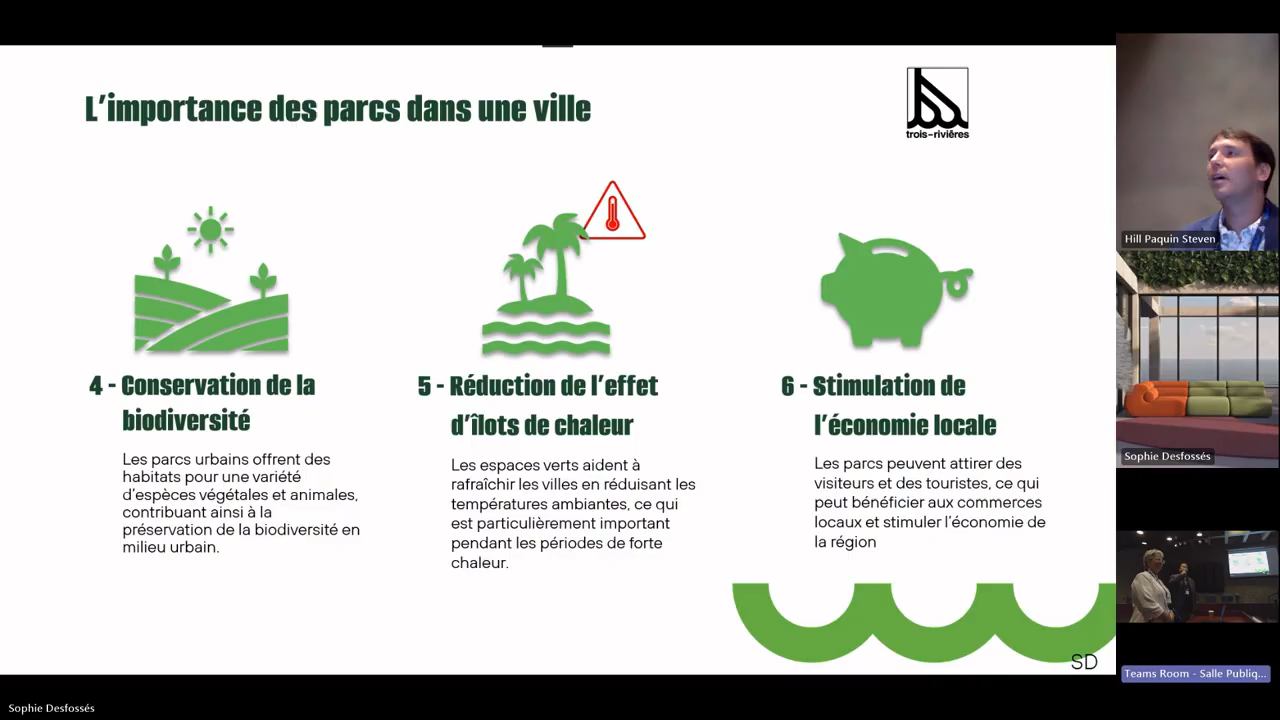 L'importance des parcs dans une ville
trois-rivières
4 - Conservation de la
biodiversité
Les parcs urbains offrent des
habitats pour une variété
d'espèces végétales et animales,
contribuant ainsi à la
préservation de la biodiversité en
milieu urbain.
5 - Réduction de l'effet
d'îlots de chaleur
Les espaces verts aident à
rafraîchir les villes en réduisant les
températures ambiantes, ce qui
est particulièrement important
pendant les périodes de forte
chaleur.
6 - Stimulation de
l'économie locale
Les parcs peuvent attirer des
visiteurs et des touristes, ce qui
peut bénéficier aux commerces
locaux et stimuler l'économie de
la région
SD
Hill Paquin Steven
Sophie Desfossés
Teams Room - Salle Publiq...
Sophie Desfossés